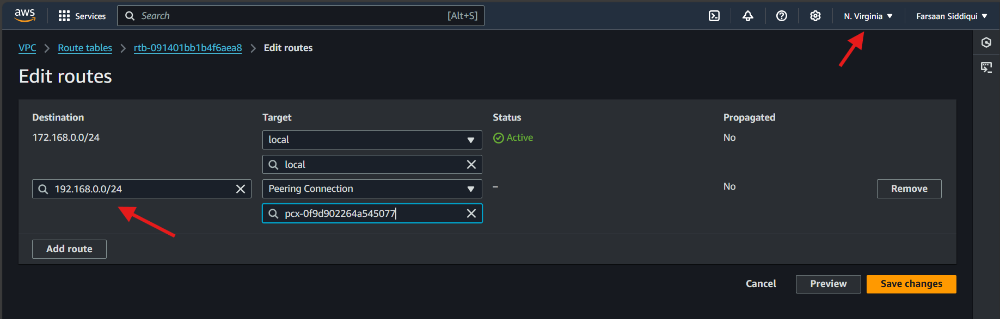 aws Services Search [Alt+S] N. Virginia Farsaan Siddiqui
VPC Route tables rtb-091401bb1b4f6aea8 Edit routes
Edit routes
Destination Target Status Propagated
172.168.0.0/24 local Active No
local
192.168.0.0/24 Peering Connection – No Remove
pcx-0f9d902264a545077
Add route
Cancel Preview Save changes